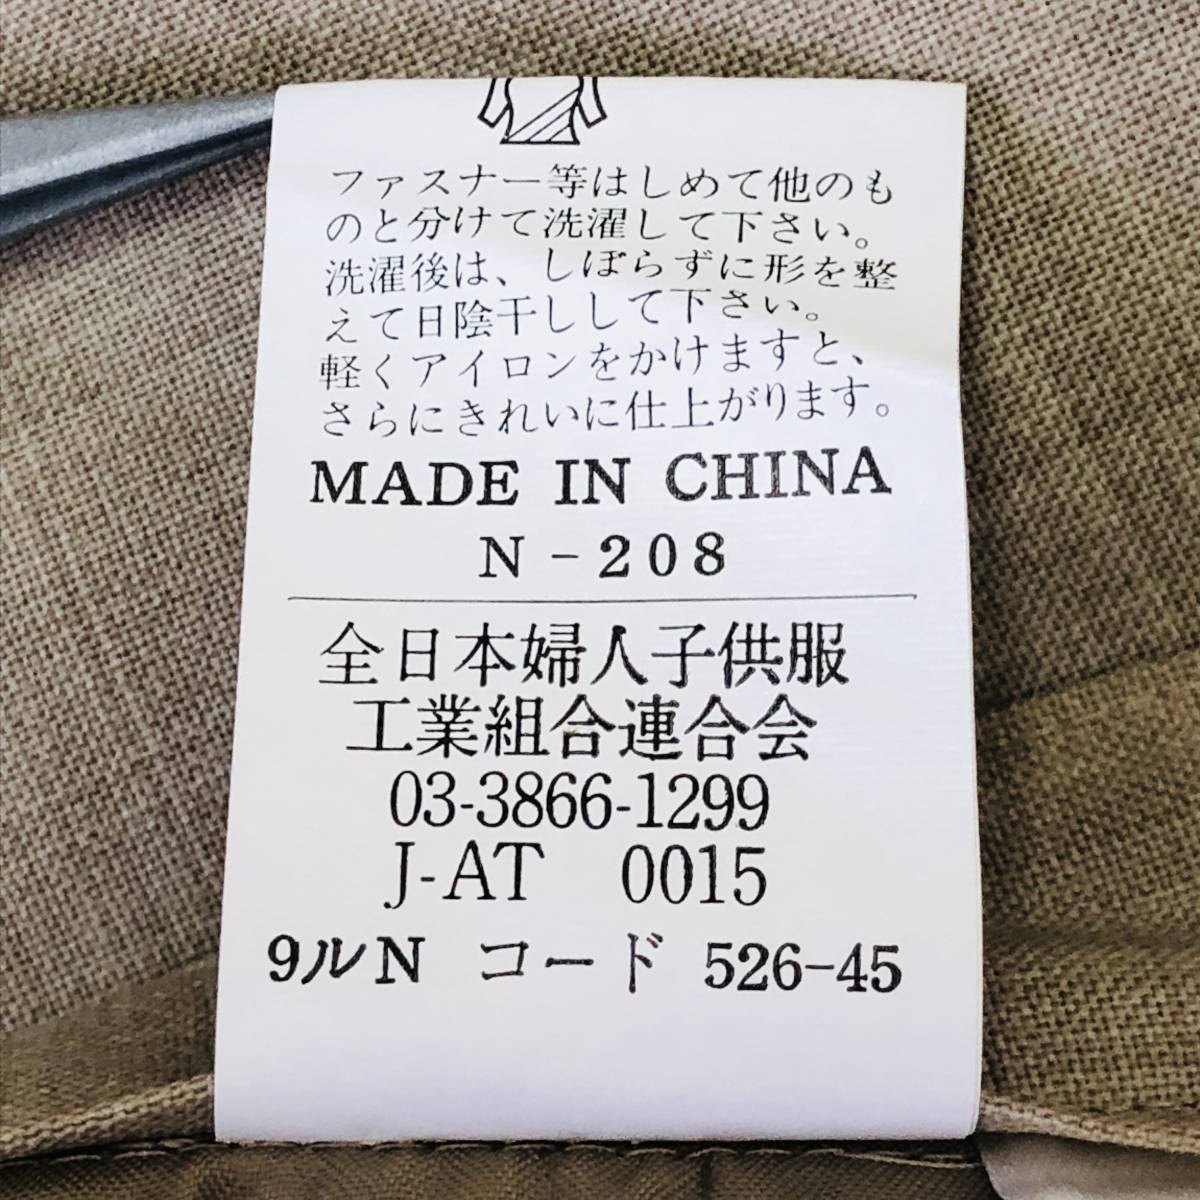 ファスナー等はしめて他のも
のと分けて洗濯して下さい。
洗濯後は、しぼらずに形を整
えて日陰干しして下さい。
軽くアイロンをかけますと、
さらにきれいに仕上がります。
MADE IN CHINA
N-208
全日本婦人子供服
工業組合連合会
03-3866-1299
J-AT 0015
9ルN コード 526-45